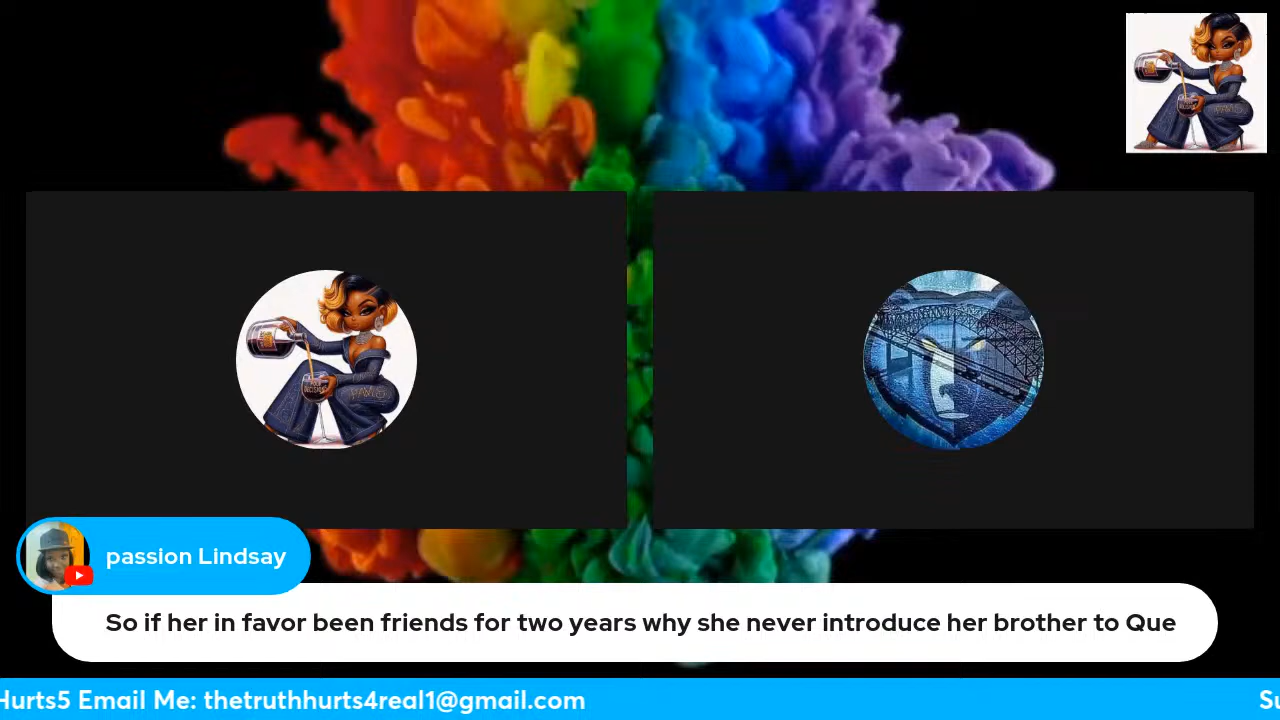 passion Lindsay
So if her in favor been friends for two years why she never introduce her brother to Que
Hurts5 Email Me: thetruthhurts4real1@gmail.com
Su